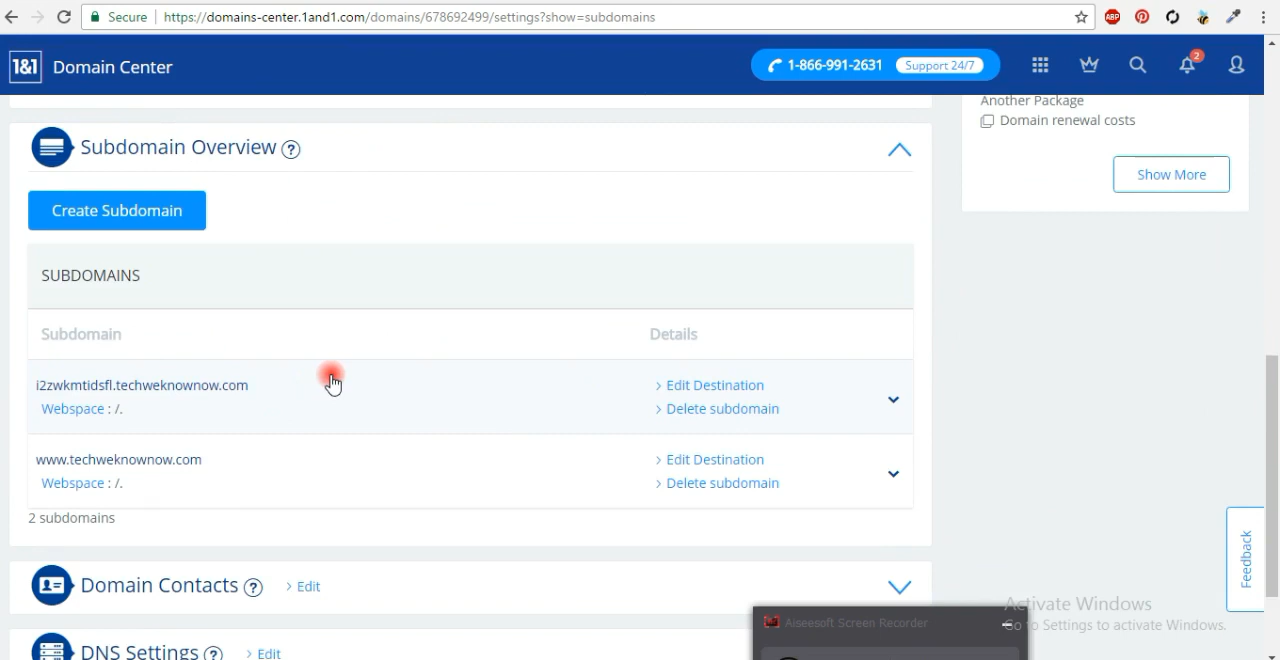 Secure https://domains-center.1and1.com/domains/678692499/settings?show=subdomains ABP
1&1 Domain Center 1-866-991-2631 Support 24/7 2
Another Package
Domain renewal costs
Show More
Subdomain Overview ?
Create Subdomain
SUBDOMAINS
Subdomain Details
i2zwkmtidsfl.techweknownow.com > Edit Destination
Webspace : /. > Delete subdomain
www.techweknownow.com > Edit Destination
Webspace : /. > Delete subdomain
2 subdomains
Feedback
Domain Contacts ? > Edit
Activate Windows
Go to Settings to activate Windows.
Aiseesoft Screen Recorder
DNS Settings ? > Edit